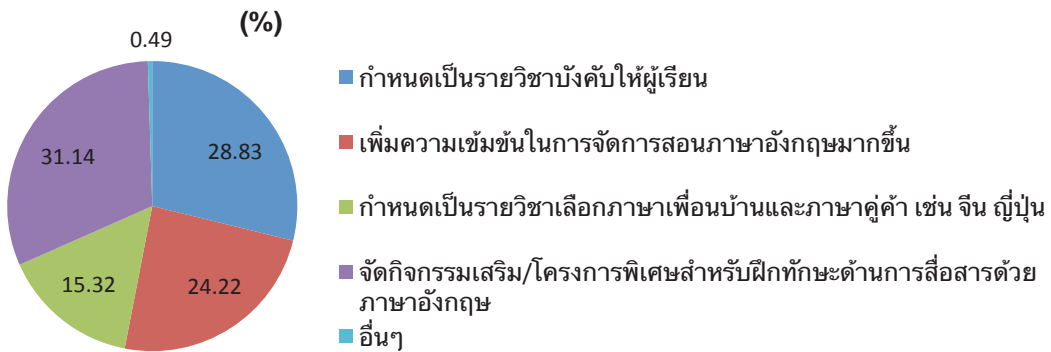 (%)
0.49
28.83
31.14
15.32
24.22
กำหนดเป็นรายวิชาบังคับให้ผู้เรียน
เพิ่มความเข้มข้นในการจัดการสอนภาษาอังกฤษมากขึ้น
กำหนดเป็นรายวิชาเลือกภาษาเพื่อนบ้านและภาษาคู่ค้า เช่น จีน ญี่ปุ่น
จัดกิจกรรมเสริม/โครงการพิเศษสำหรับฝึกทักษะด้านการสื่อสารด้วย
ภาษาอังกฤษ
อื่นๆ